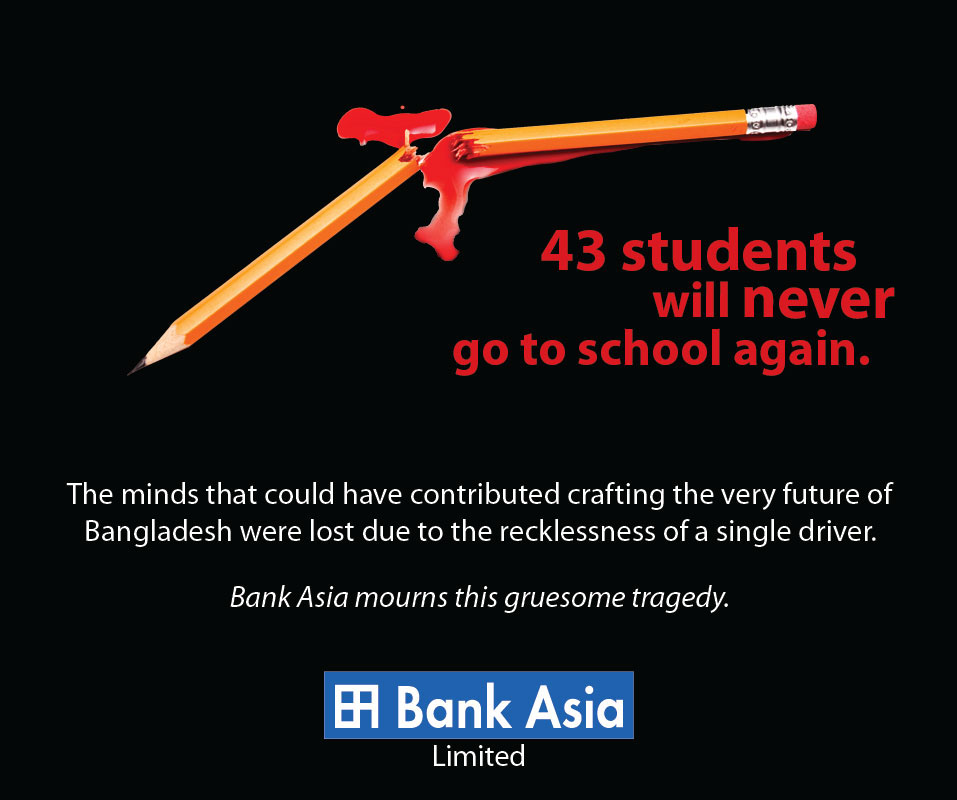 43 students
will never
go to school again.
The minds that could have contributed crafting the very future of
Bangladesh were lost due to the recklessness of a single driver.
Bank Asia mourns this gruesome tragedy.
Bank Asia
Limited